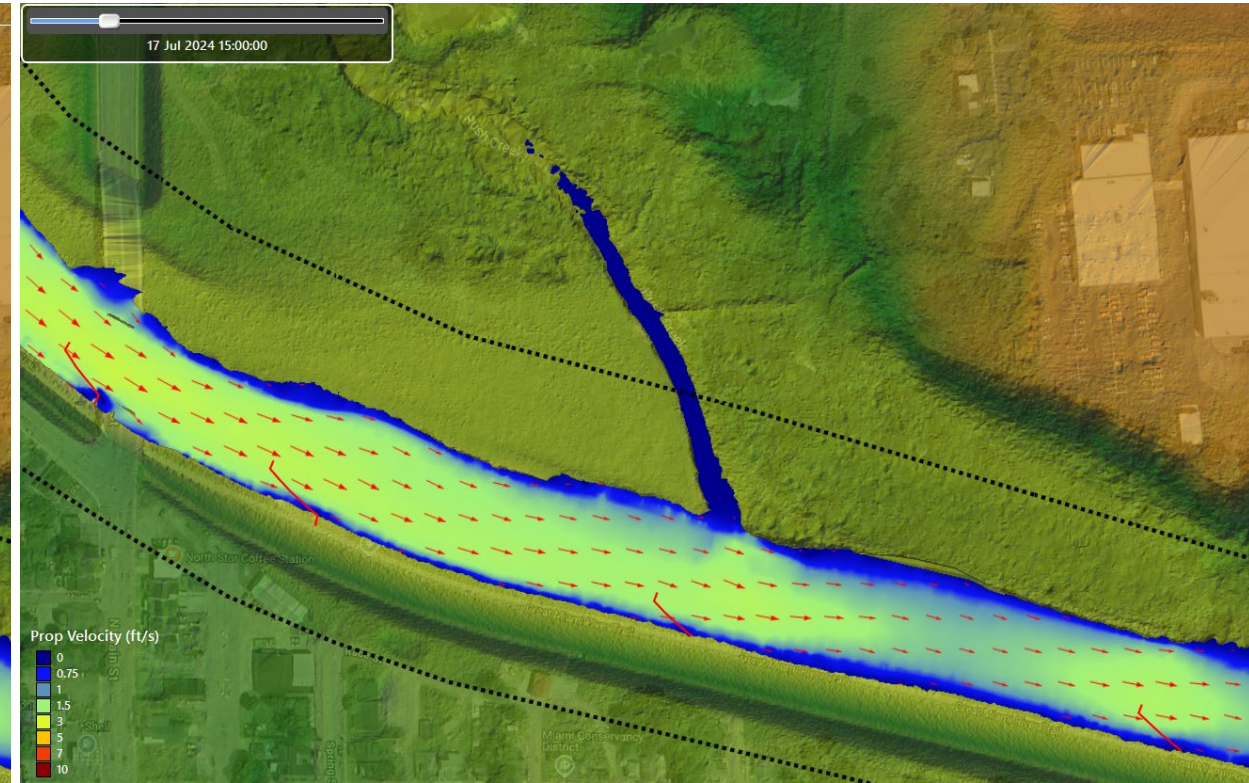 17 Jul 2024 15:00:00
North Star Coffee Station
Prop Velocity (ft/s)
0
0.75
1
1.5
3
5
7
10
Shell
Miami Conservancy
District